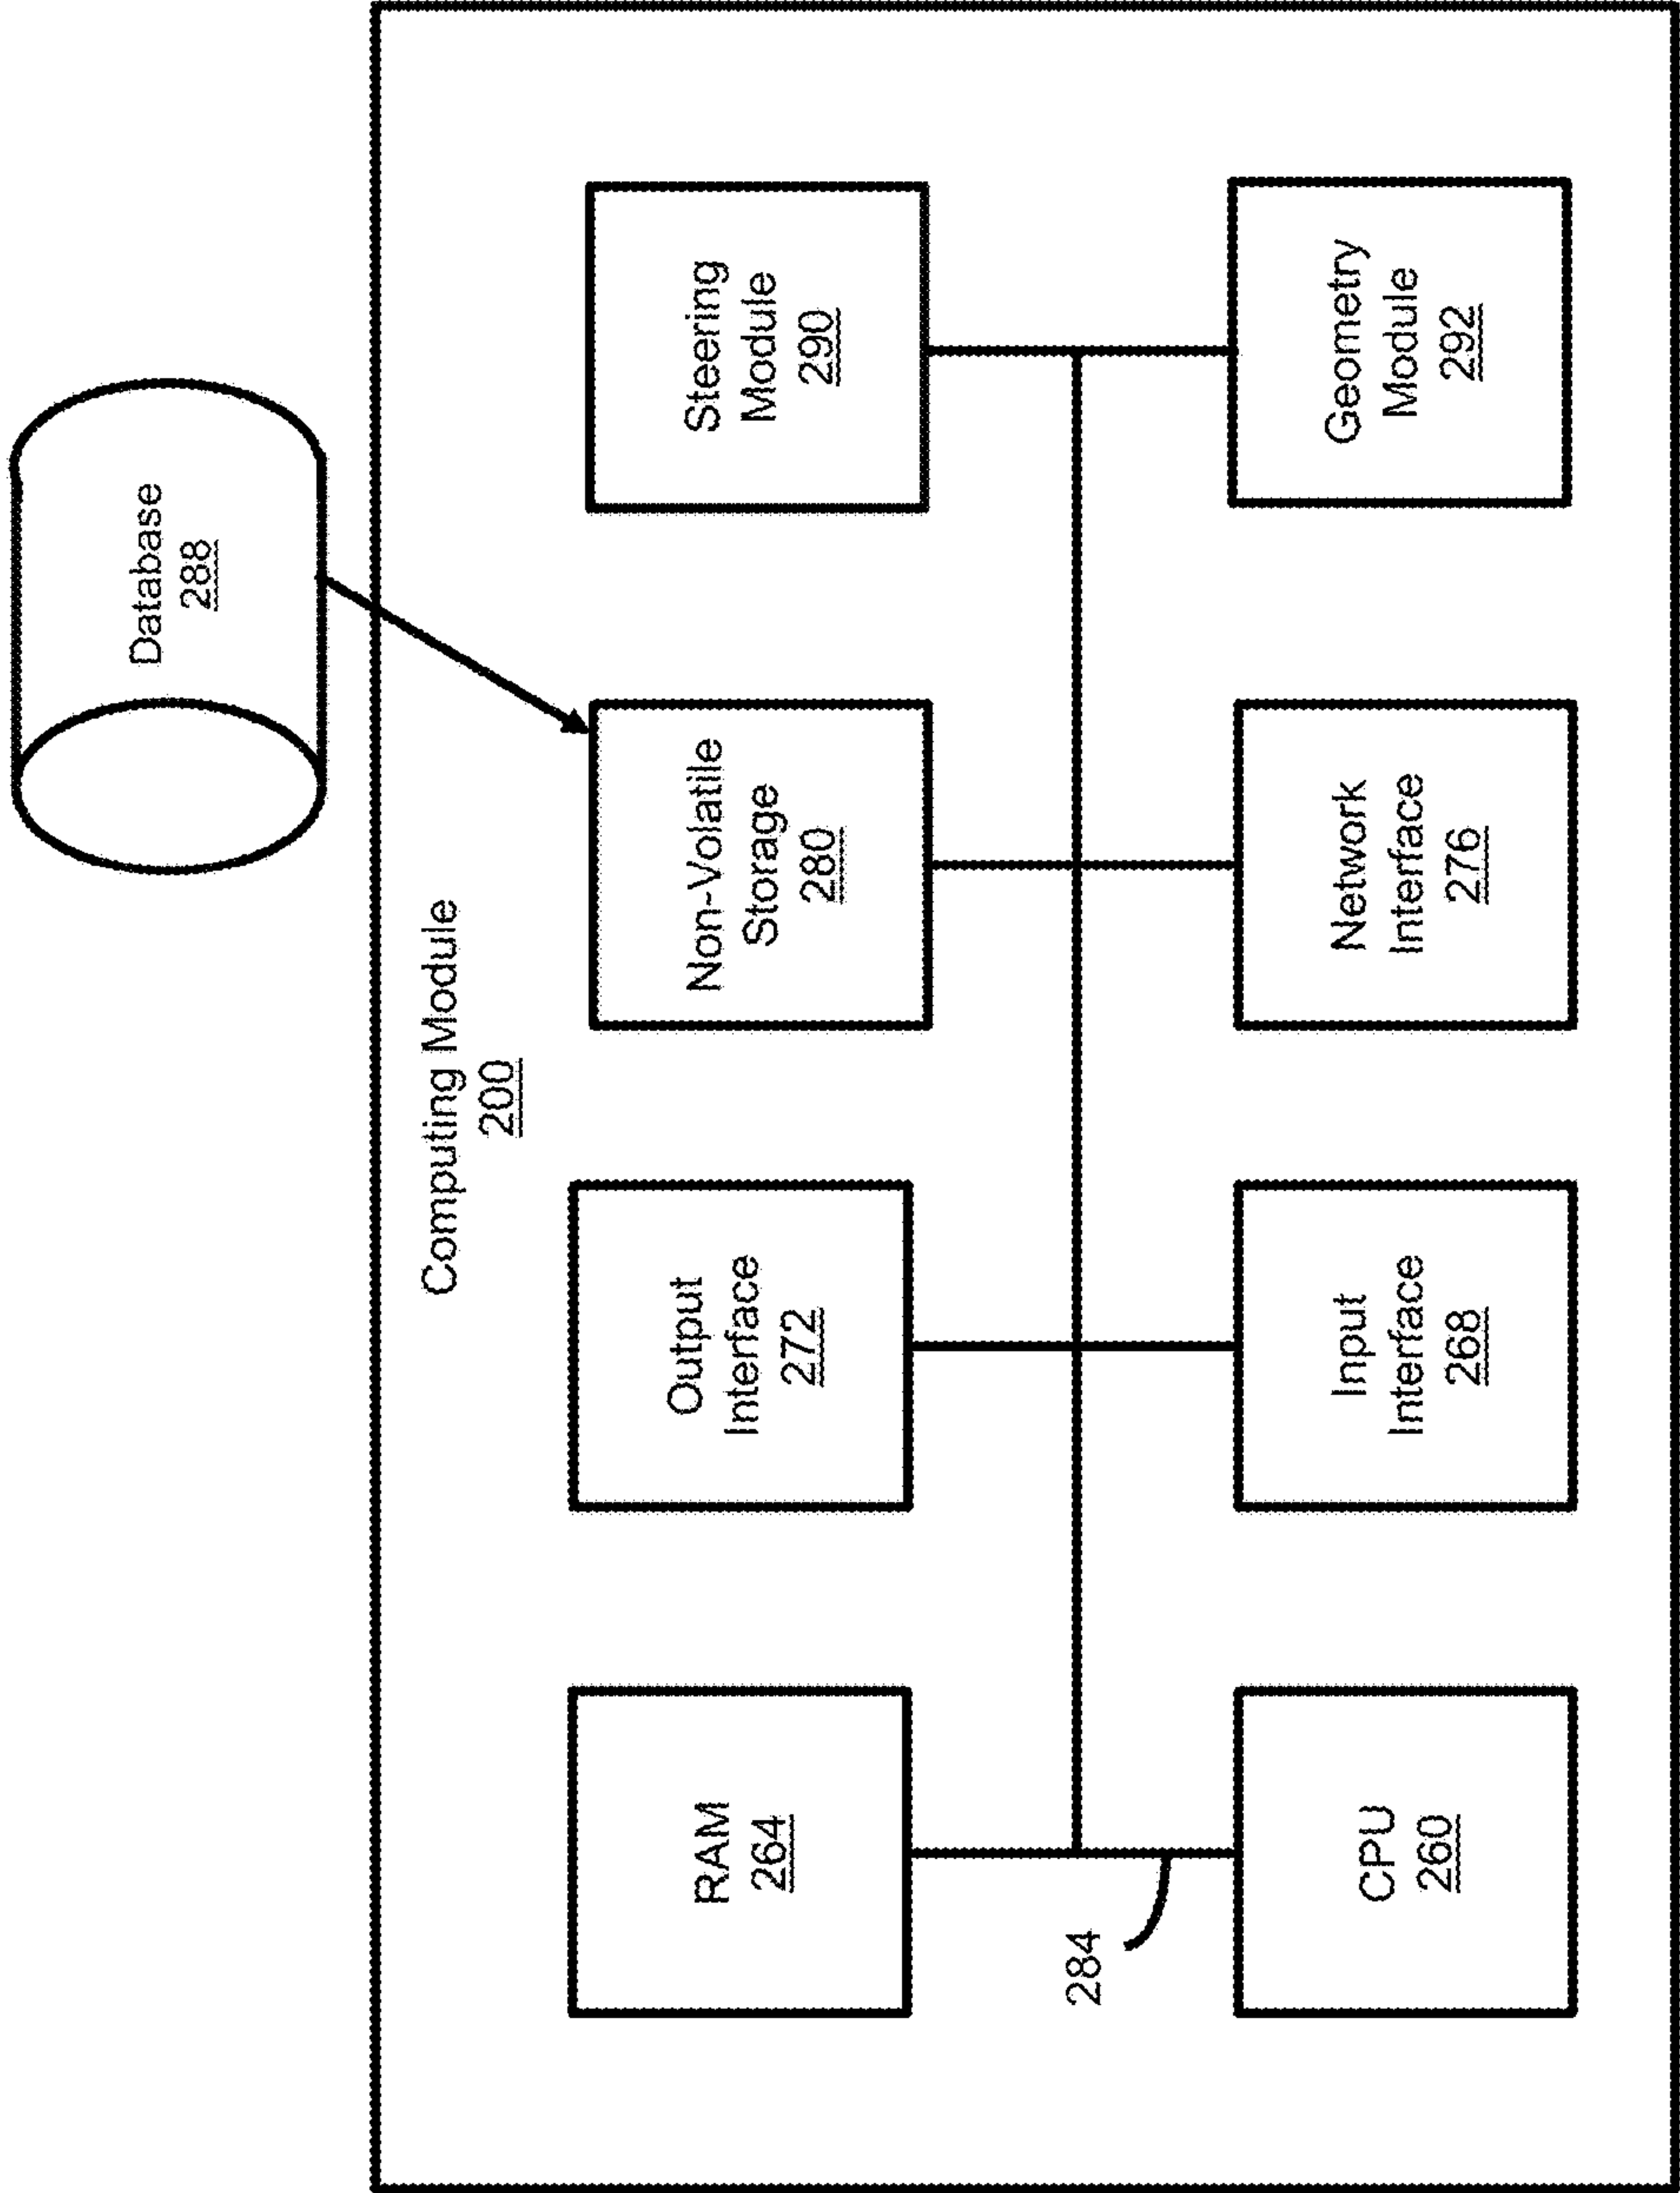 Database
288
Computing Module
200
RAM
264
Output
Interface
272
Non-Volatile
Storage
280
Steering
Module
290
284
CPU
260
Input
Interface
268
Network
Interface
276
Geometry
Module
292